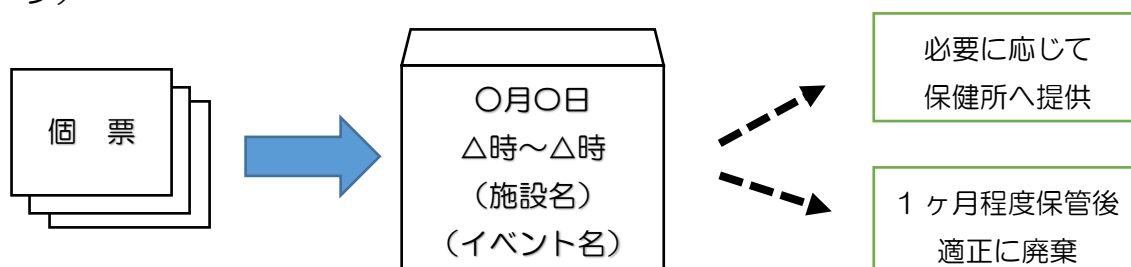 個　票
〇月〇日
△時～△時
（施設名）
（イベント名）
必要に応じて
保健所へ提供
１ヶ月程度保管後
適正に廃棄